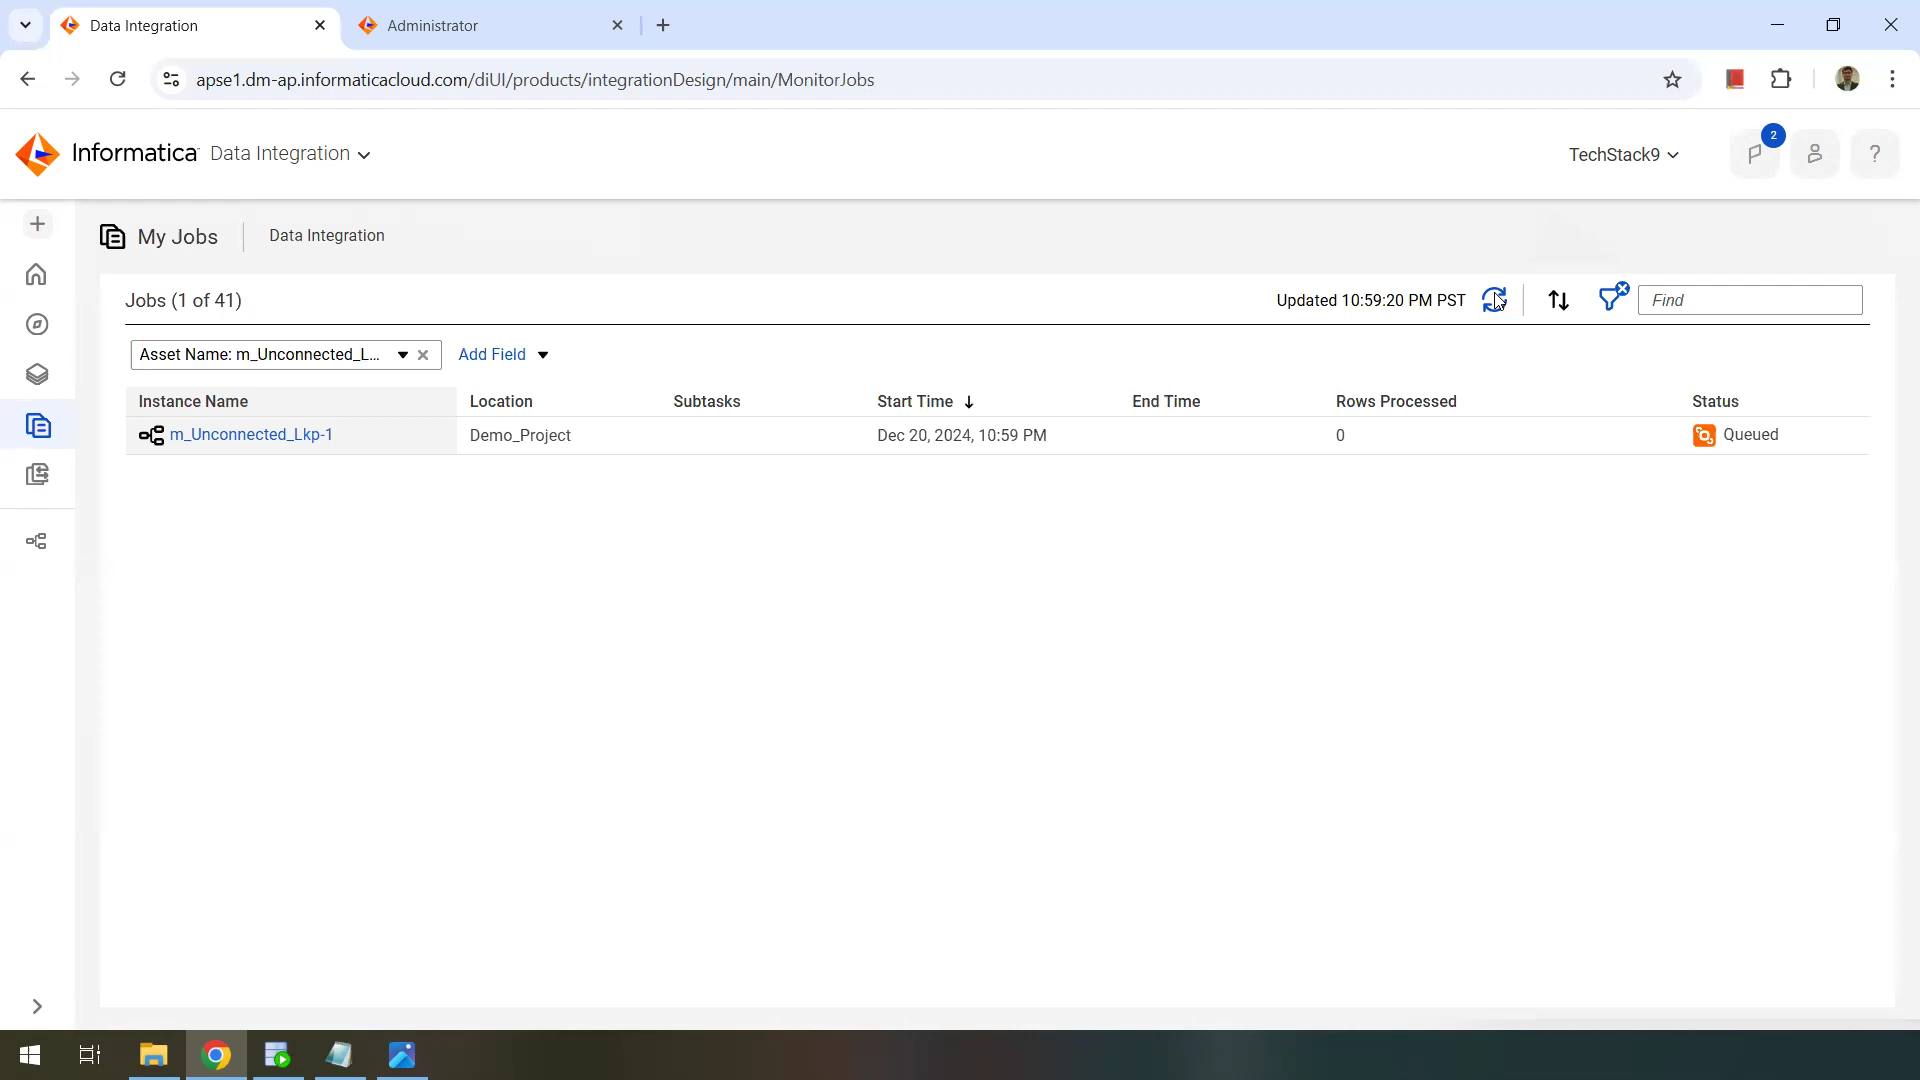 Data Integration
Administrator
apse1.dm-ap.informaticacloud.com/diUI/products/integrationDesign/main/MonitorJobs
Informatica Data Integration
TechStack9
2
?
My Jobs
Data Integration
Jobs (1 of 41)
Updated 10:59:20 PM PST
Find
Asset Name: m_Unconnected_L...
Add Field
Instance Name Location Subtasks Start Time End Time Rows Processed Status
m_Unconnected_Lkp-1 Demo_Project Dec 20, 2024, 10:59 PM 0 Queued